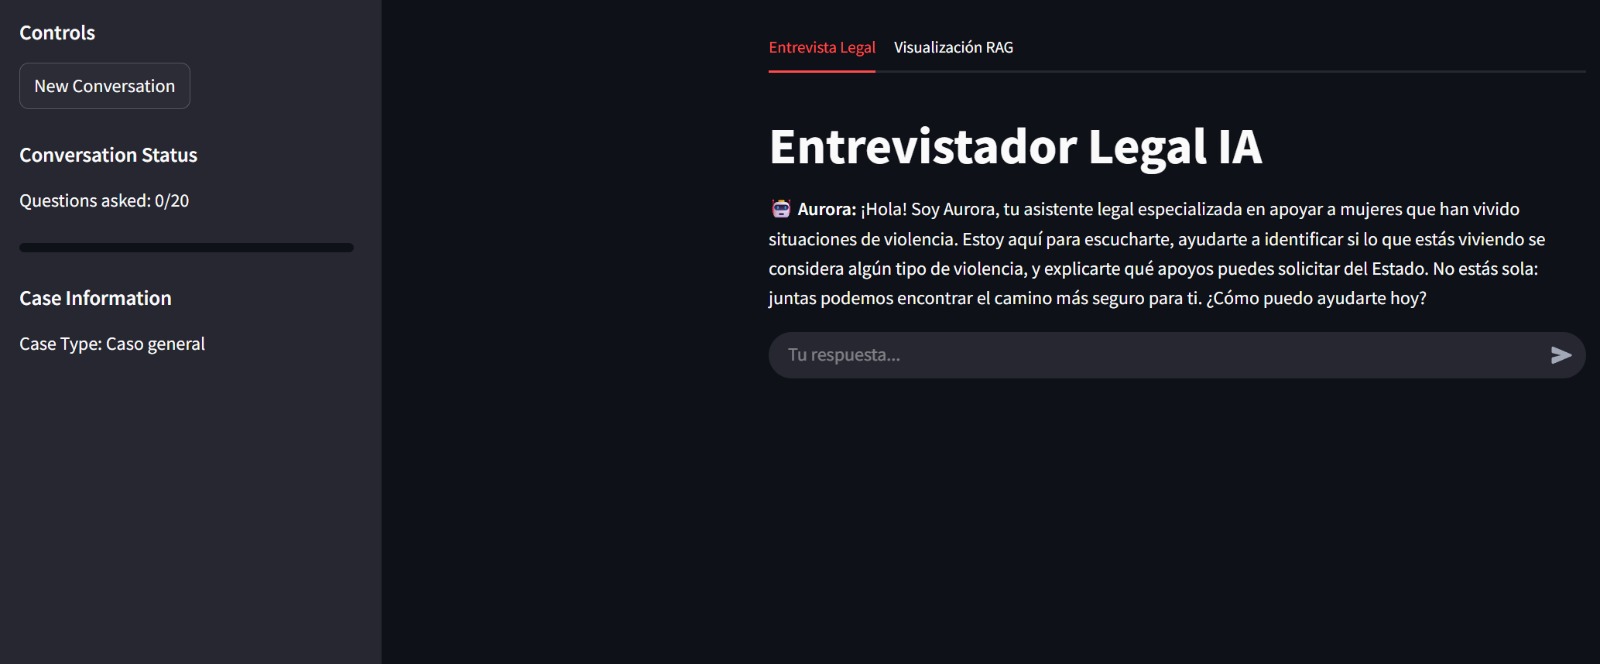 Controls
New Conversation
Conversation Status
Questions asked: 0/20
Case Information
Case Type: Caso general
Entrevista Legal
Visualización RAG
Entrevistador Legal IA
Aurora: ¡Hola! Soy Aurora, tu asistente legal especializada en apoyar a mujeres que han vivido
situaciones de violencia. Estoy aquí para escucharte, ayudarte a identificar si lo que estás viviendo se
considera algún tipo de violencia, y explicarte qué apoyos puedes solicitar del Estado. No estás sola:
juntas podemos encontrar el camino más seguro para ti. ¿Cómo puedo ayudarte hoy?
Tu respuesta...